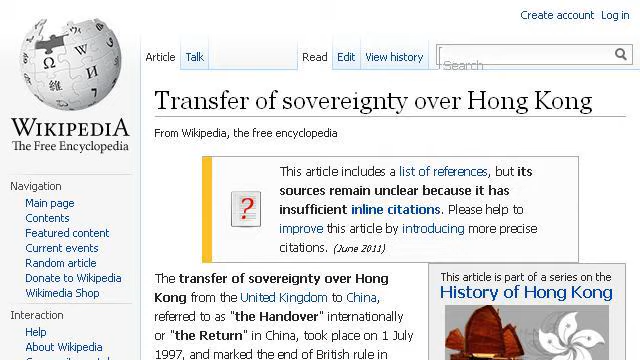 Create account Log in
Article Talk Read Edit View history Search
WIKIPEDIA
The Free Encyclopedia
Transfer of sovereignty over Hong Kong
From Wikipedia, the free encyclopedia
This article includes a list of references, but its
sources remain unclear because it has
insufficient inline citations. Please help to
improve this article by introducing more precise
citations. (June 2011)
Navigation
Main page
Contents
Featured content
Current events
Random article
Donate to Wikipedia
Wikimedia Shop
Interaction
Help
About Wikipedia
The transfer of sovereignty over Hong
Kong from the United Kingdom to China,
referred to as "the Handover" internationally
or "the Return" in China, took place on 1 July
1997, and marked the end of British rule in
This article is part of a series on the
History of Hong Kong